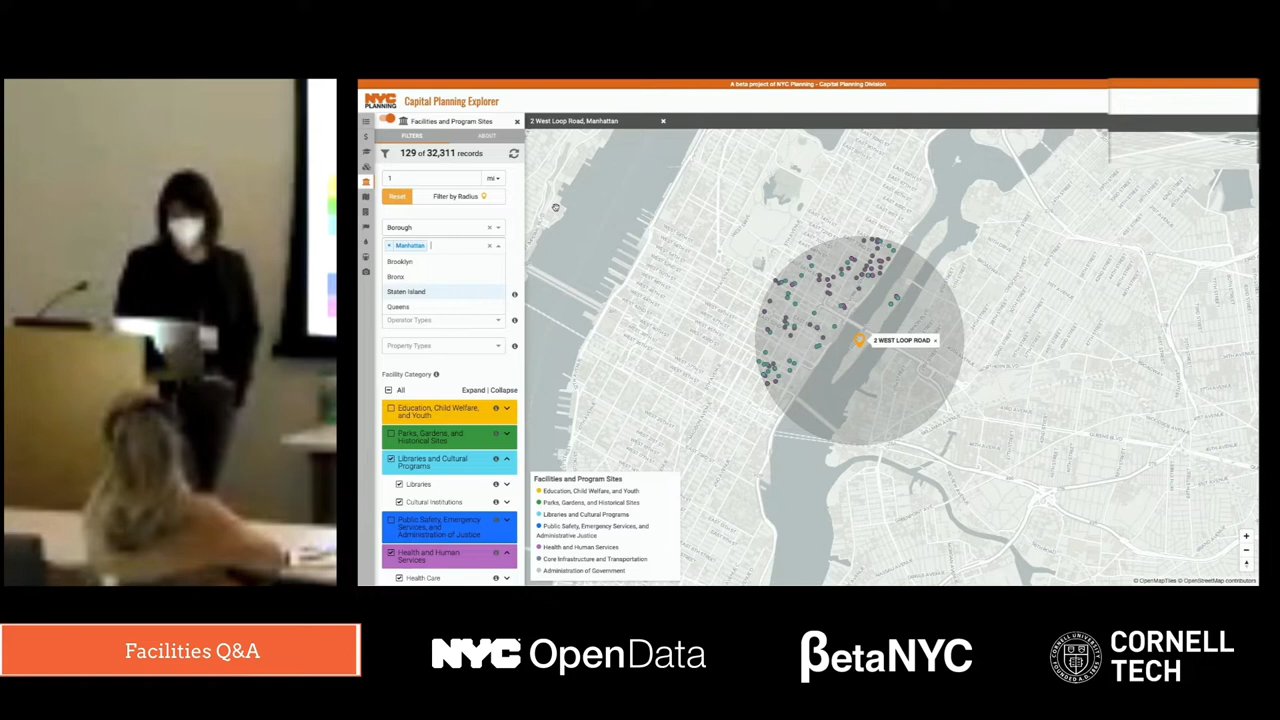 A beta project of NYC Planning - Capital Planning Division
NYC
PLANNING
Capital Planning Explorer
Facilities and Program Sites ×
FILTERS ABOUT
129 of 32,311 records
1 mi
Reset Filter by Radius
Borough
× Manhattan
Brooklyn
Bronx
Staten Island
Queens
Operator Types
Property Types
Facility Category
All Expand | Collapse
Education, Child Welfare,
and Youth
Parks, Gardens, and
Historical Sites
Libraries and Cultural
Programs
Libraries
Cultural Institutions
Public Safety, Emergency
Services, and
Administration of Justice
Health and Human
Services
Health Care
2 West Loop Road, Manhattan ×
2 WEST LOOP ROAD ×
Facilities and Program Sites
Education, Child Welfare, and Youth
Parks, Gardens, and Historical Sites
Libraries and Cultural Programs
Public Safety, Emergency Services, and
Administrative Justice
Health and Human Services
Core Infrastructure and Transportation
Administration of Government
© OpenMapTiles © OpenStreetMap contributors
Facilities Q&A
NYC OpenData
βetaNYC
CORNELL
TECH